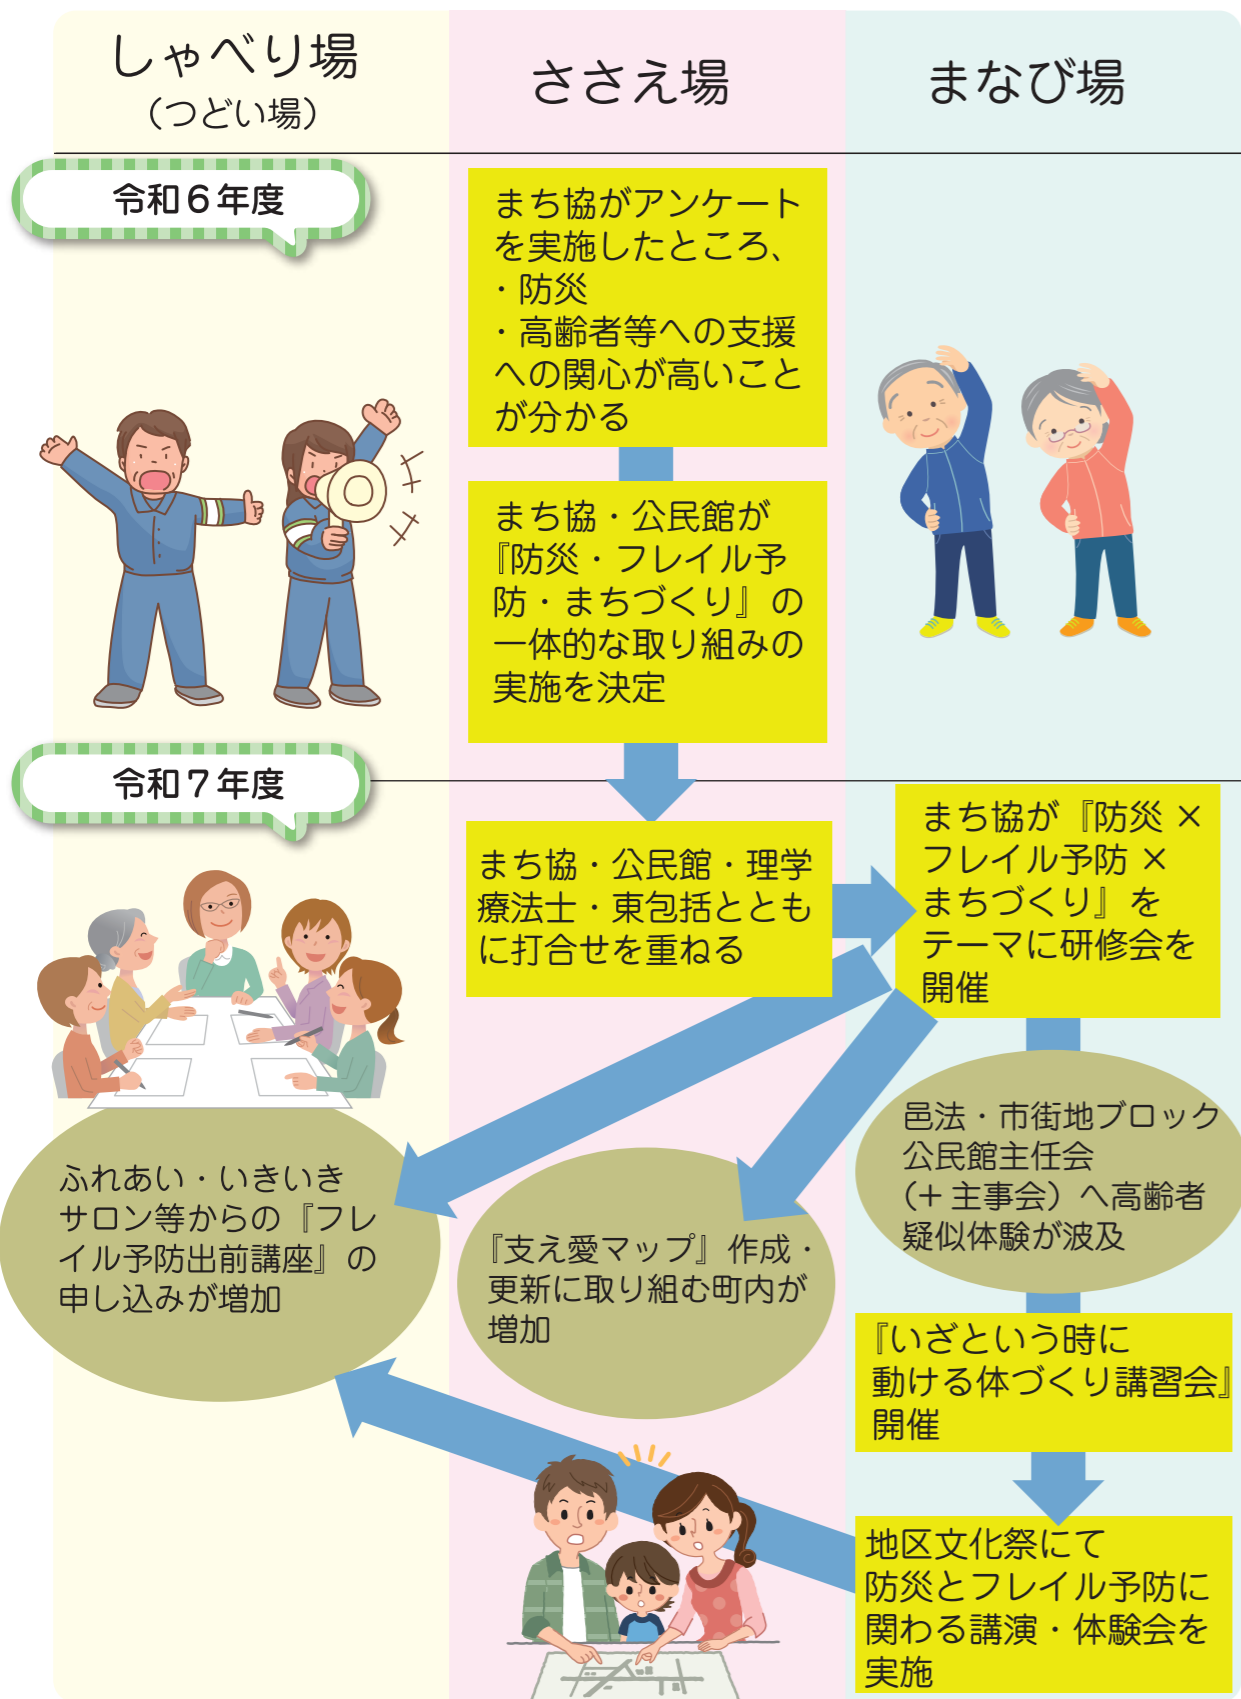 しゃべり場
（つどい場）
ささえ場
まなび場
令和６年度
まち協がアンケート
を実施したところ、
・防災
・高齢者等への支援
への関心が高いこと
が分かる
まち協・公民館が
『防災・フレイル予
防・まちづくり』の
一体的な取り組みの
実施を決定
令和７年度
まち協・公民館・理学
療法士・東包括ととも
に打合せを重ねる
まち協が『防災 ×
フレイル予防 ×
まちづくり』を
テーマに研修会を
開催
邑法・市街地ブロック
公民館主任会
(+ 主事会）へ高齢者
疑似体験が波及
ふれあい・いきいき
サロン等からの『フレ
イル予防出前講座』の
申し込みが増加
『支え愛マップ』作成・
更新に取り組む町内が
増加
『いざという時に
動ける体づくり講習会』
開催
地区文化祭にて
防災とフレイル予防に
関わる講演・体験会を
実施